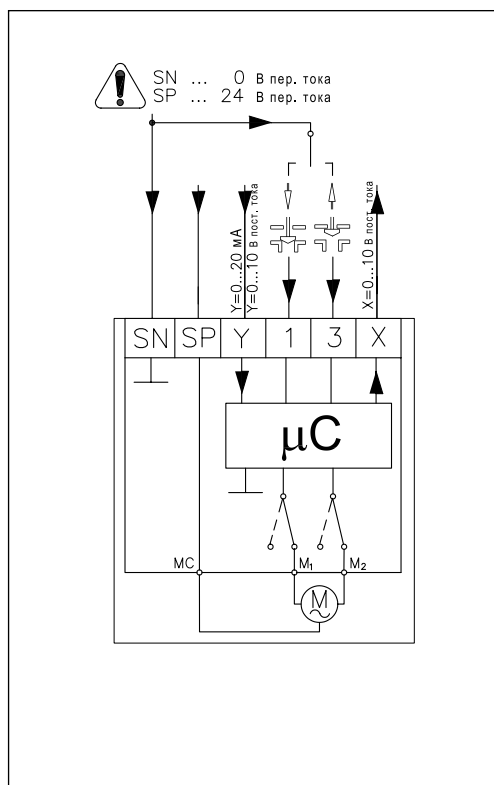 SN ... 0 В пер. тока
SP ... 24 В пер. тока
Y=0...20 мА
Y=0...10 В пост. тока
X=0...10 В пост. тока
SN SP Y 1 3 X
µC
MC M₁ M₂
M